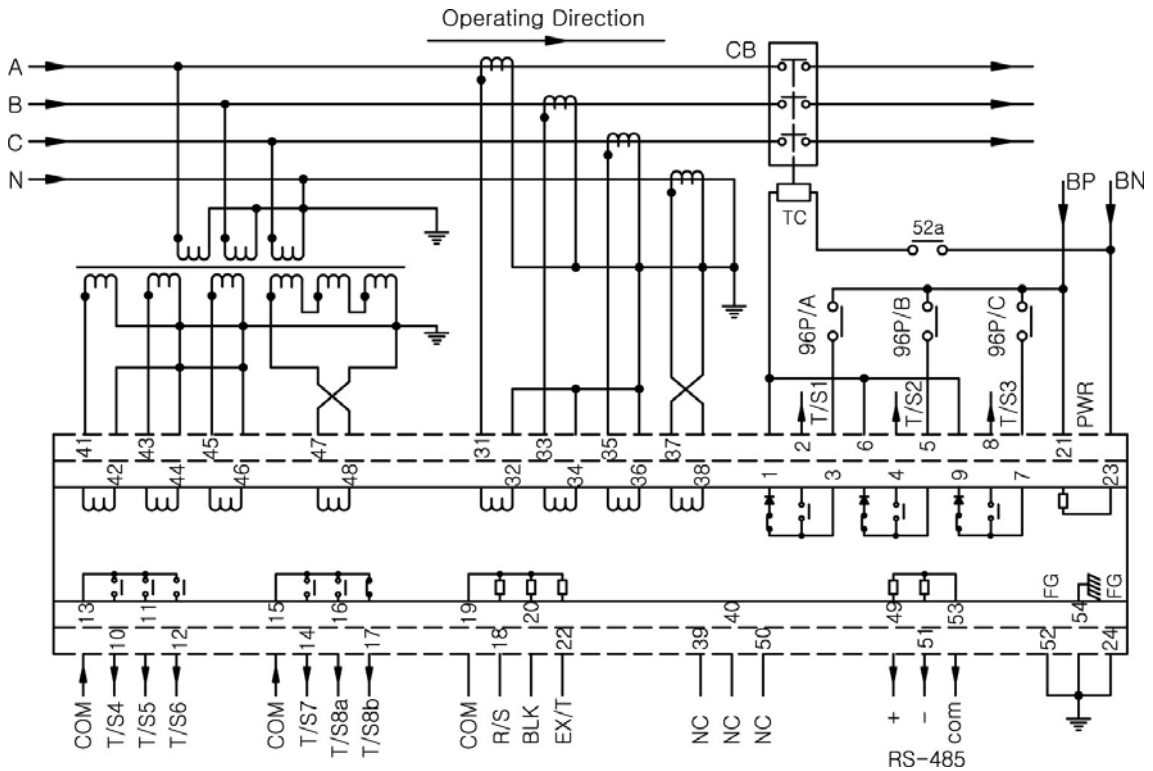 Operating Direction
CB
A
B
C
N
TC
BP
BN
52a
96P/A
96P/B
96P/C
T/S1
T/S2
T/S3
PWR
41
43
45
47
31
33
35
37
2
6
5
8
21
42
44
46
48
32
34
36
38
1
3
4
9
7
23
13
11
15
16
19
20
40
49
53
FG
54
FG
10
12
14
17
18
22
39
50
51
52
24
COM
T/S4
T/S5
T/S6
COM
T/S7
T/S8a
T/S8b
COM
R/S
BLK
EX/T
NC
NC
NC
+
-
com
RS-485